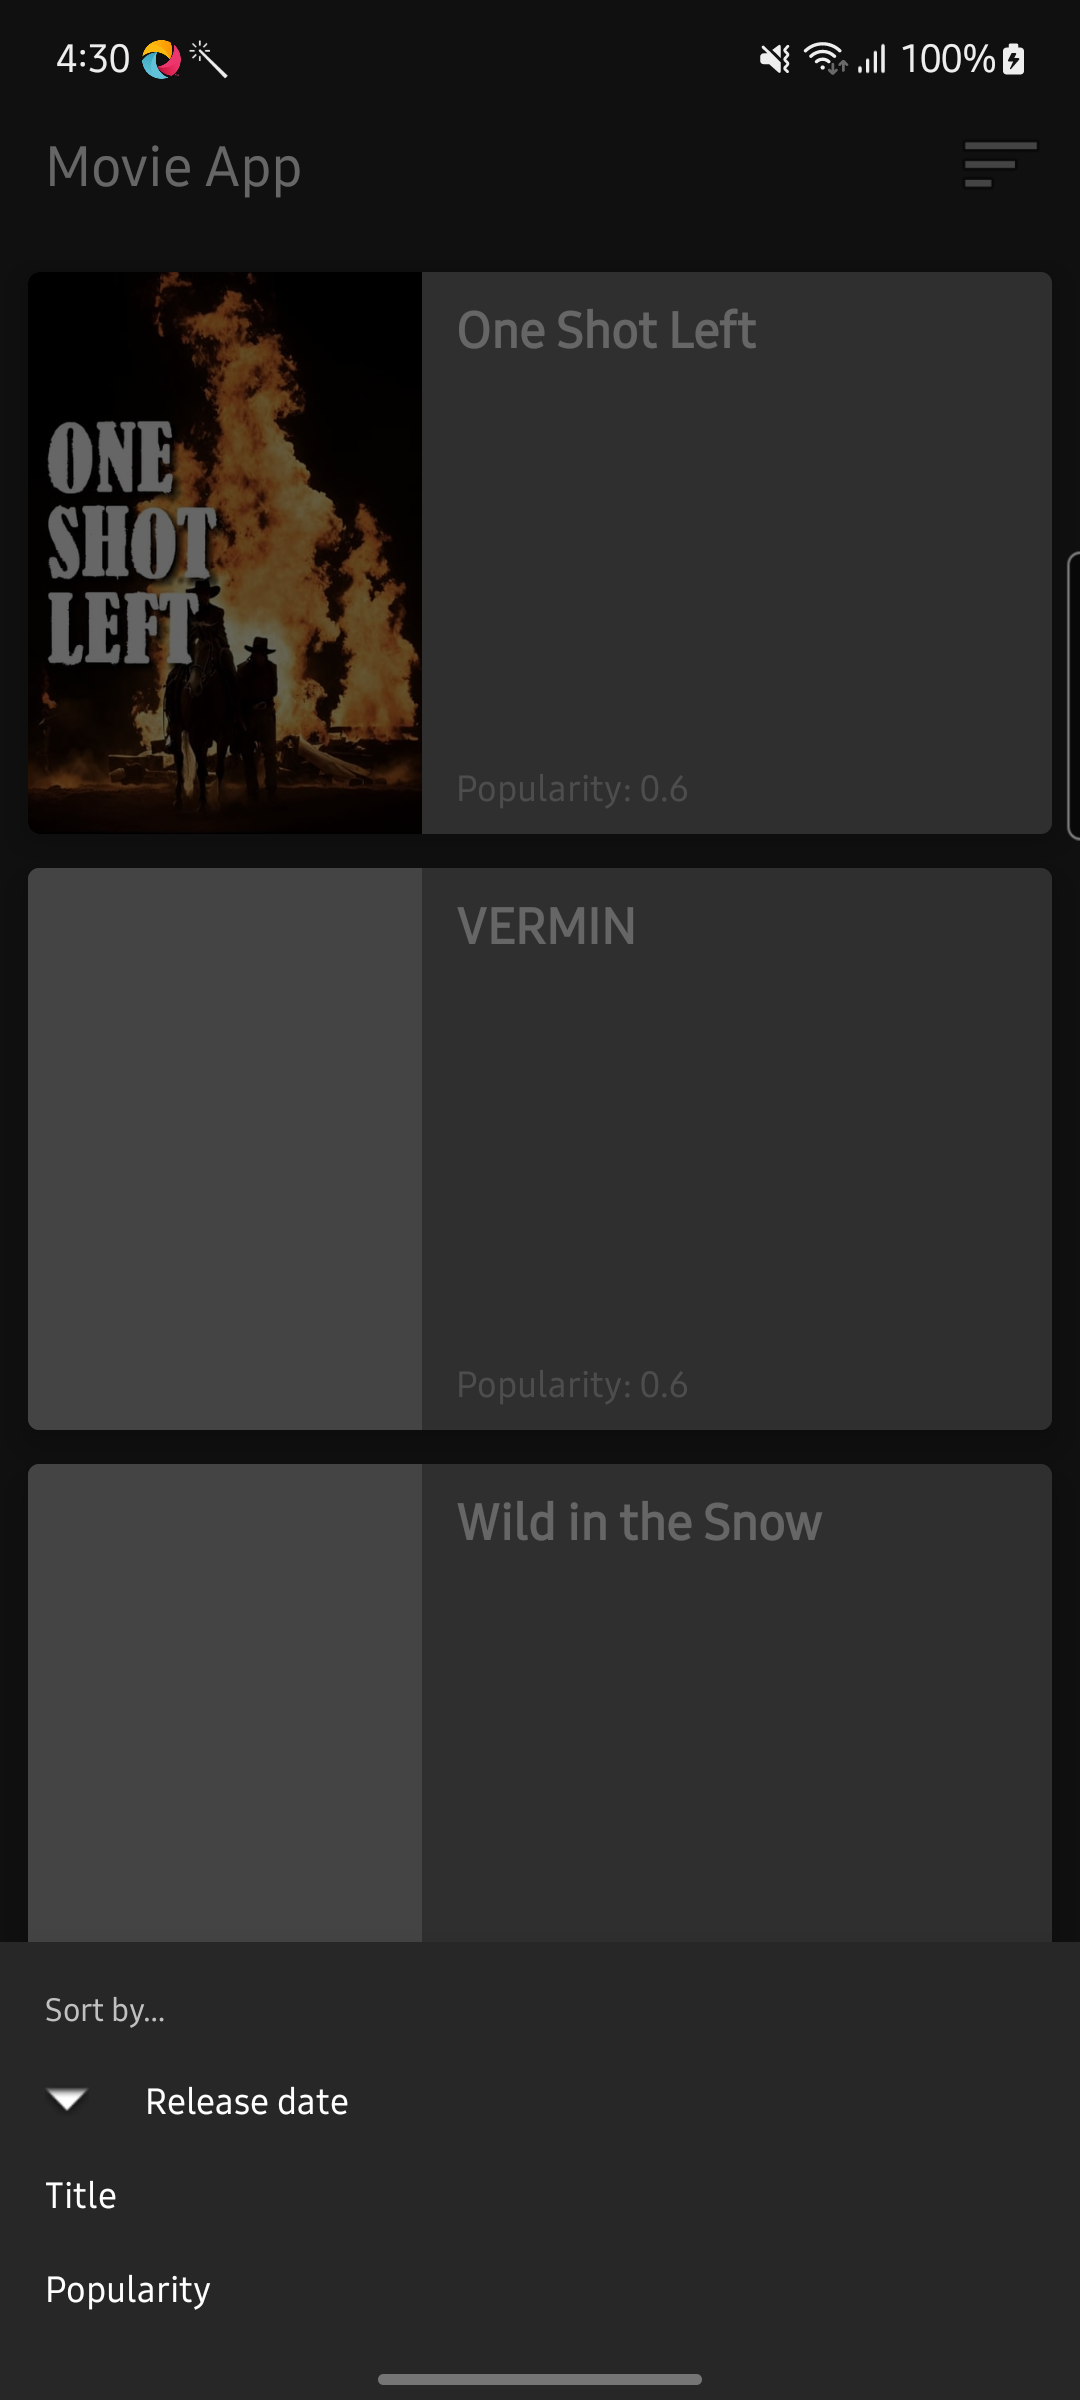 4:30
100%
Movie App
One Shot Left
ONE
SHOT
LEFT
Popularity: 0.6
VERMIN
Popularity: 0.6
Wild in the Snow
Sort by...
Release date
Title
Popularity